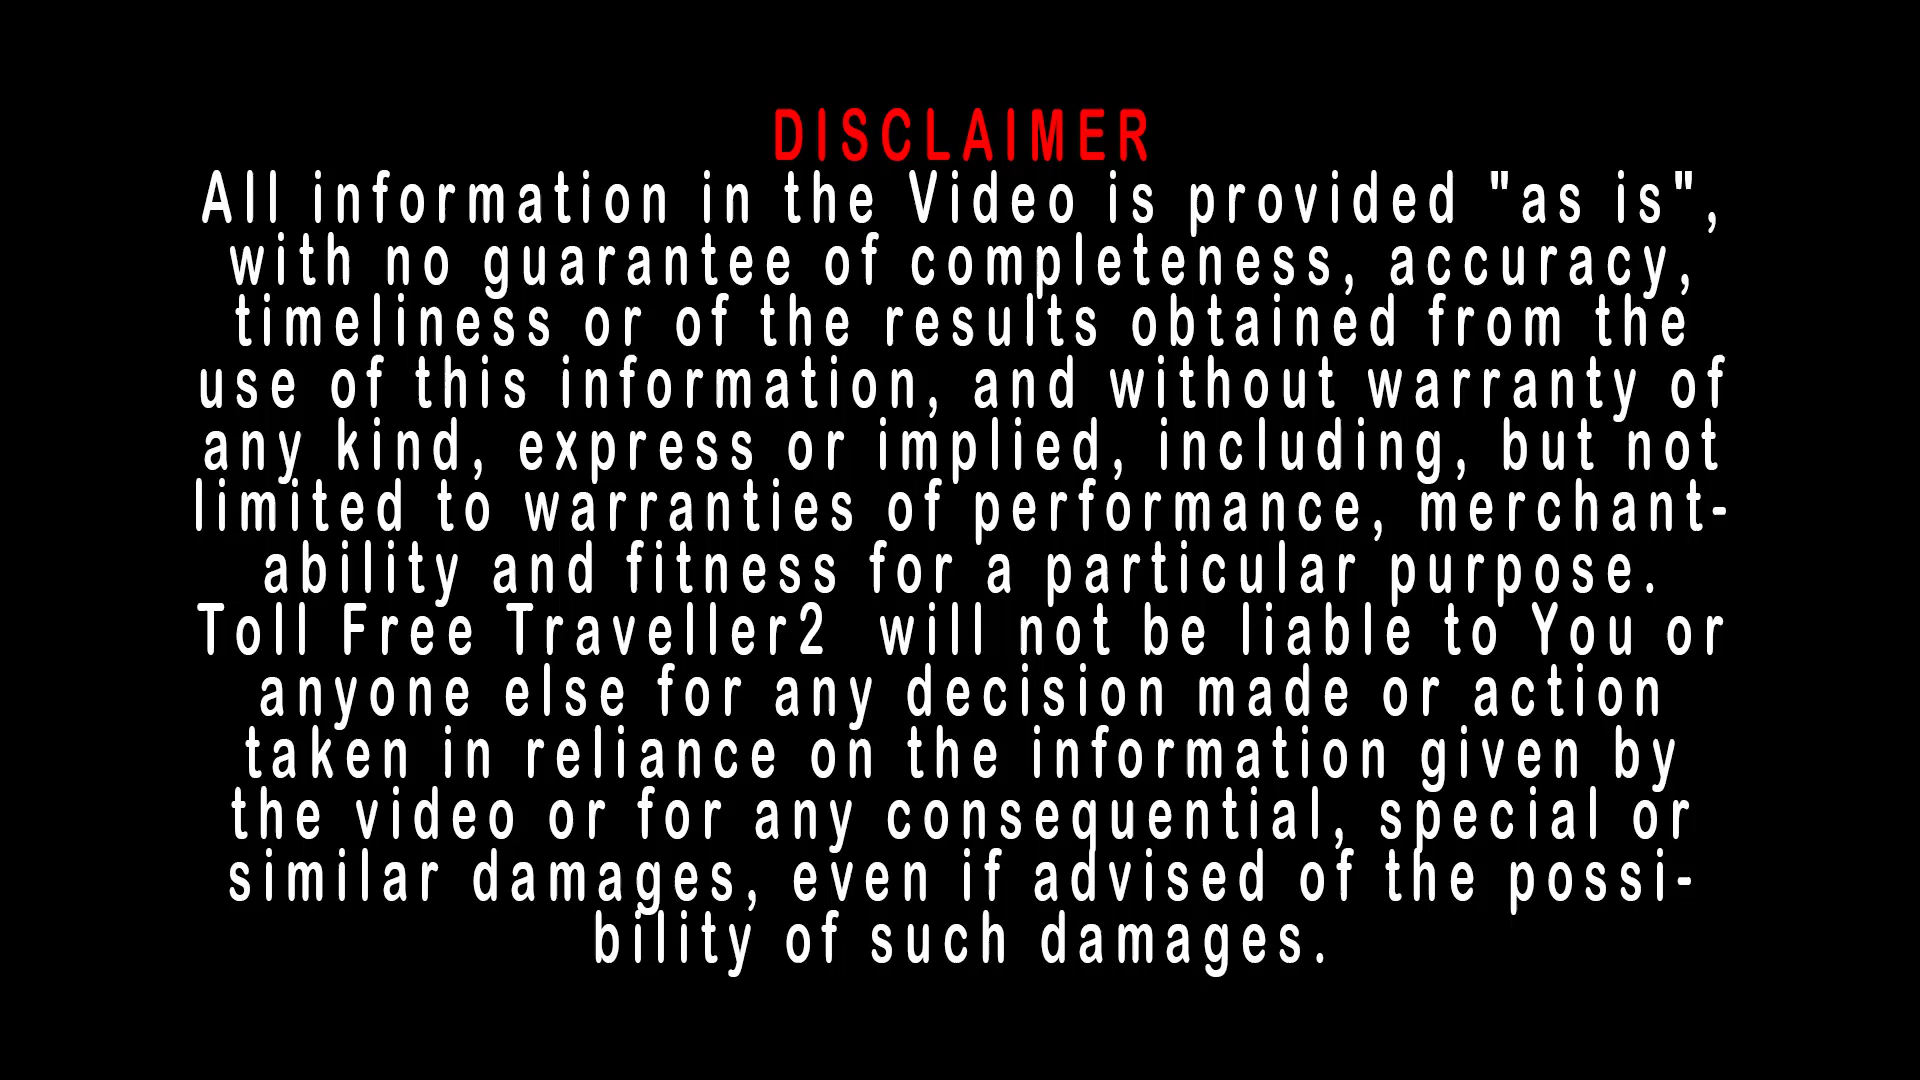 DISCLAIMER
All information in the Video is provided "as is",
with no guarantee of completeness, accuracy,
timeliness or of the results obtained from the
use of this information, and without warranty of
any kind, express or implied, including, but not
limited to warranties of performance, merchant-
ability and fitness for a particular purpose.
Toll Free Traveller2  will not be liable to You or
anyone else for any decision made or action
taken in reliance on the information given by
the video or for any consequential, special or
similar damages, even if advised of the possi-
bility of such damages.